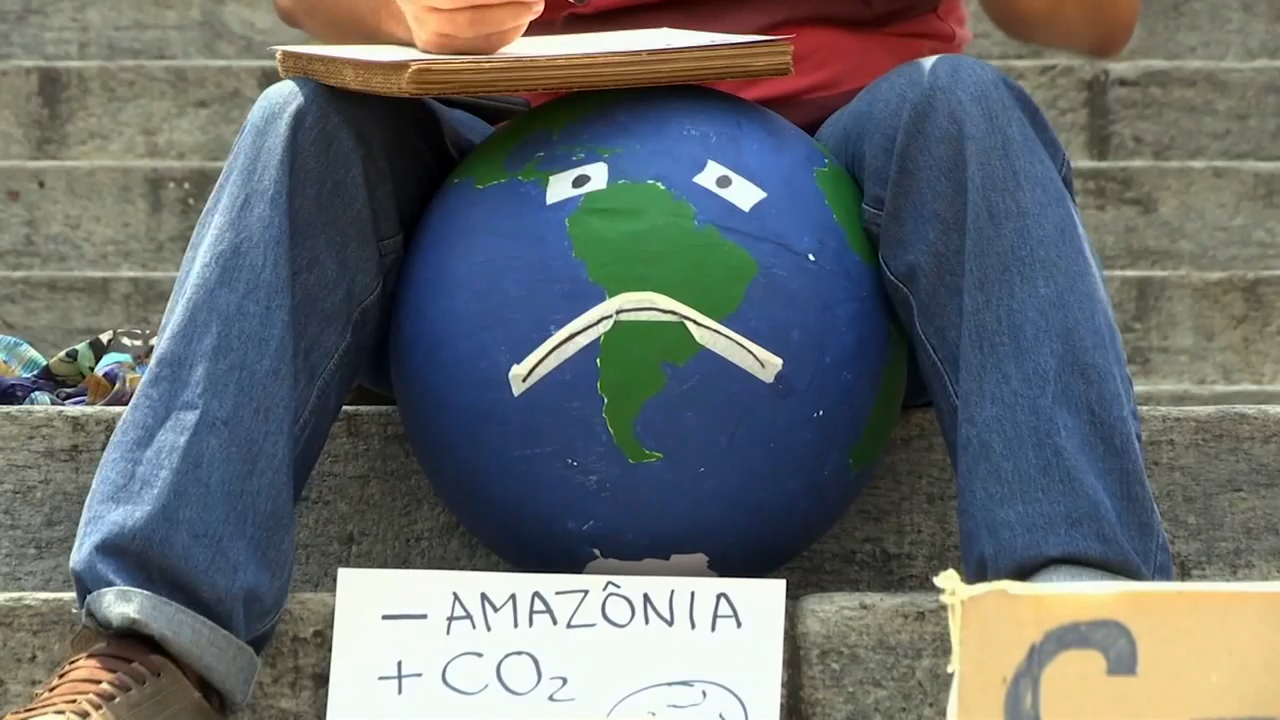 — AMAZÔNIA
+ CO₂
C